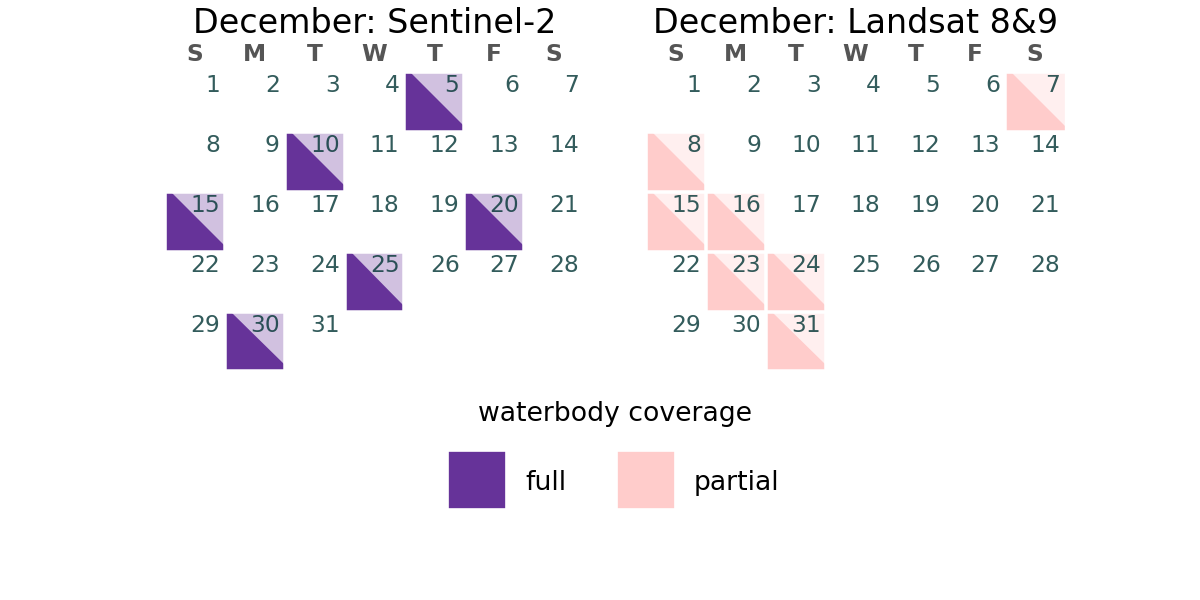 December: Sentinel-2
S M T W T F S
1 2 3 4 5 6 7
8 9 10 11 12 13 14
15 16 17 18 19 20 21
22 23 24 25 26 27 28
29 30 31
December: Landsat 8&9
S M T W T F S
1 2 3 4 5 6 7
8 9 10 11 12 13 14
15 16 17 18 19 20 21
22 23 24 25 26 27 28
29 30 31
waterbody coverage
full
partial